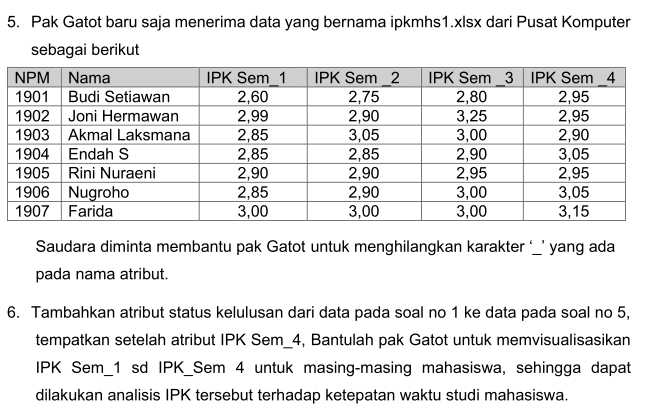 5. Pak Gatot baru saja menerima data yang bernama ipkmhs1.xlsx dari Pusat Komputer
sebagai berikut
NPM Nama IPK Sem_1 IPK Sem _2 IPK Sem _3 IPK Sem _4
1901 Budi Setiawan 2,60 2,75 2,80 2,95
1902 Joni Hermawan 2,99 2,90 3,25 2,95
1903 Akmal Laksmana 2,85 3,05 3,00 2,90
1904 Endah S 2,85 2,85 2,90 3,05
1905 Rini Nuraeni 2,90 2,90 2,95 2,95
1906 Nugroho 2,85 2,90 3,00 3,05
1907 Farida 3,00 3,00 3,00 3,15
Saudara diminta membantu pak Gatot untuk menghilangkan karakter ‘_’ yang ada
pada nama atribut.
6. Tambahkan atribut status kelulusan dari data pada soal no 1 ke data pada soal no 5,
tempatkan setelah atribut IPK Sem_4, Bantulah pak Gatot untuk memvisualisasikan
IPK Sem_1 sd IPK_Sem 4 untuk masing-masing mahasiswa, sehingga dapat
dilakukan analisis IPK tersebut terhadap ketepatan waktu studi mahasiswa.